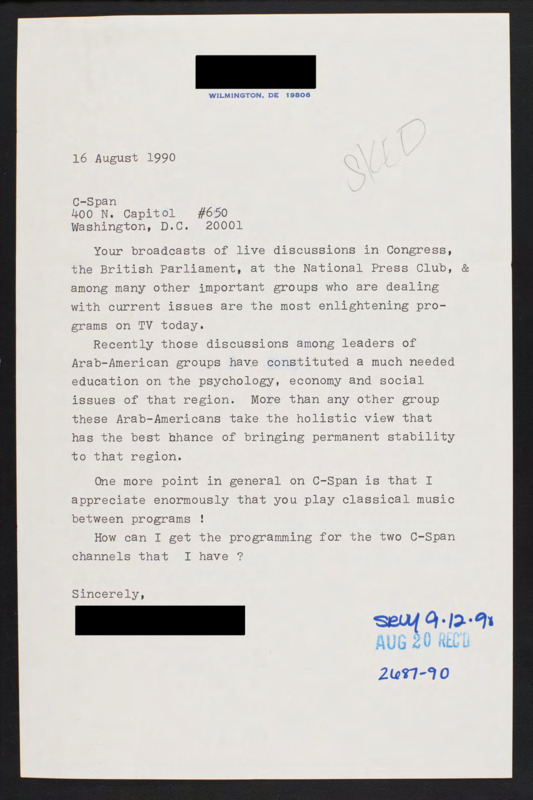 WILMINGTON, DE 19806
SKED
16 August 1990
C-Span
400 N. Capitol #650
Washington, D.C. 20001
Your broadcasts of live discussions in Congress,
the British Parliament, at the National Press Club, &
among many other important groups who are dealing
with current issues are the most enlightening pro-
grams on TV today.
Recently those discussions among leaders of
Arab-American groups have constituted a much needed
education on the psychology, economy and social
issues of that region. More than any other group
these Arab-Americans take the holistic view that
has the best hhance of bringing permanent stability
to that region.
One more point in general on C-Span is that I
appreciate enormously that you play classical music
between programs !
How can I get the programming for the two C-Span
channels that I have ?
Sincerely,
9.12.90
AUG 20 REC'D
2687-90